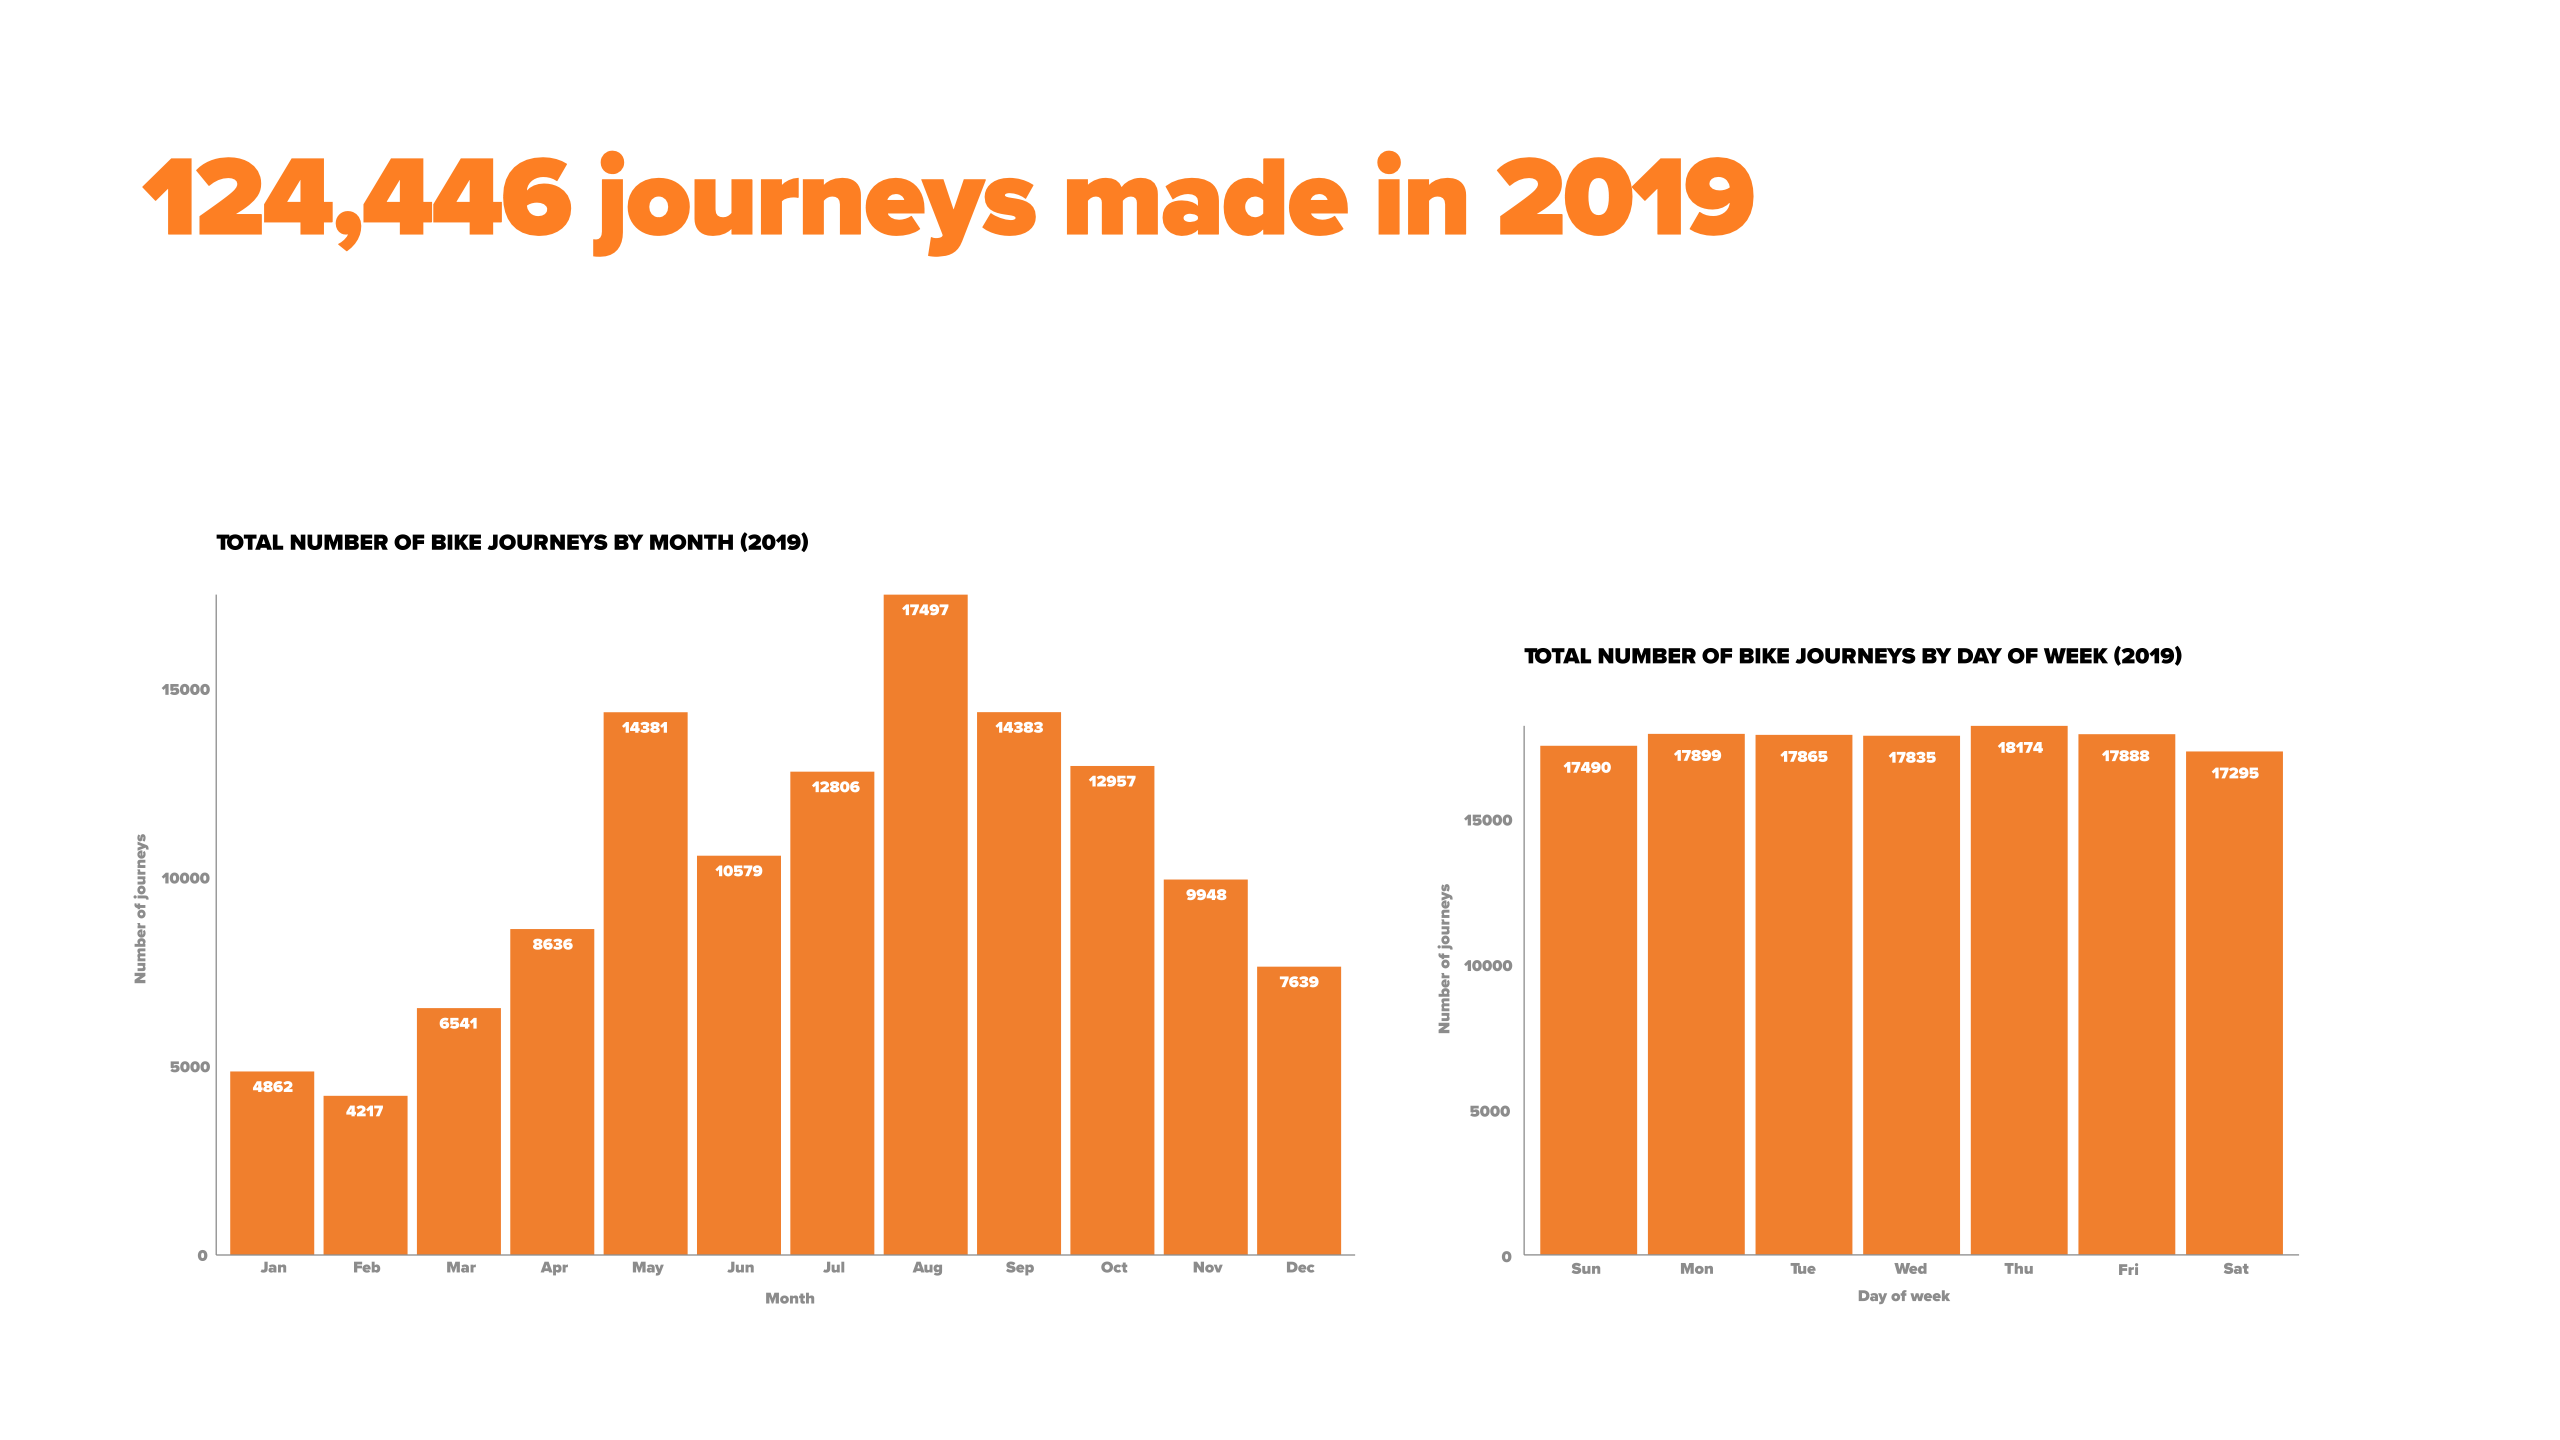 124,446 journeys made in 2019
TOTAL NUMBER OF BIKE JOURNEYS BY MONTH (2019)
Number of journeys
15000
10000
5000
0
17497
14381
14383
12957
12806
10579
9948
8636
7639
6541
4862
4217
Jan Feb Mar Apr May Jun Jul Aug Sep Oct Nov Dec
Month
TOTAL NUMBER OF BIKE JOURNEYS BY DAY OF WEEK (2019)
Number of journeys
15000
10000
5000
0
17490 17899 17865 17835 18174 17888 17295
Sun Mon Tue Wed Thu Fri Sat
Day of week